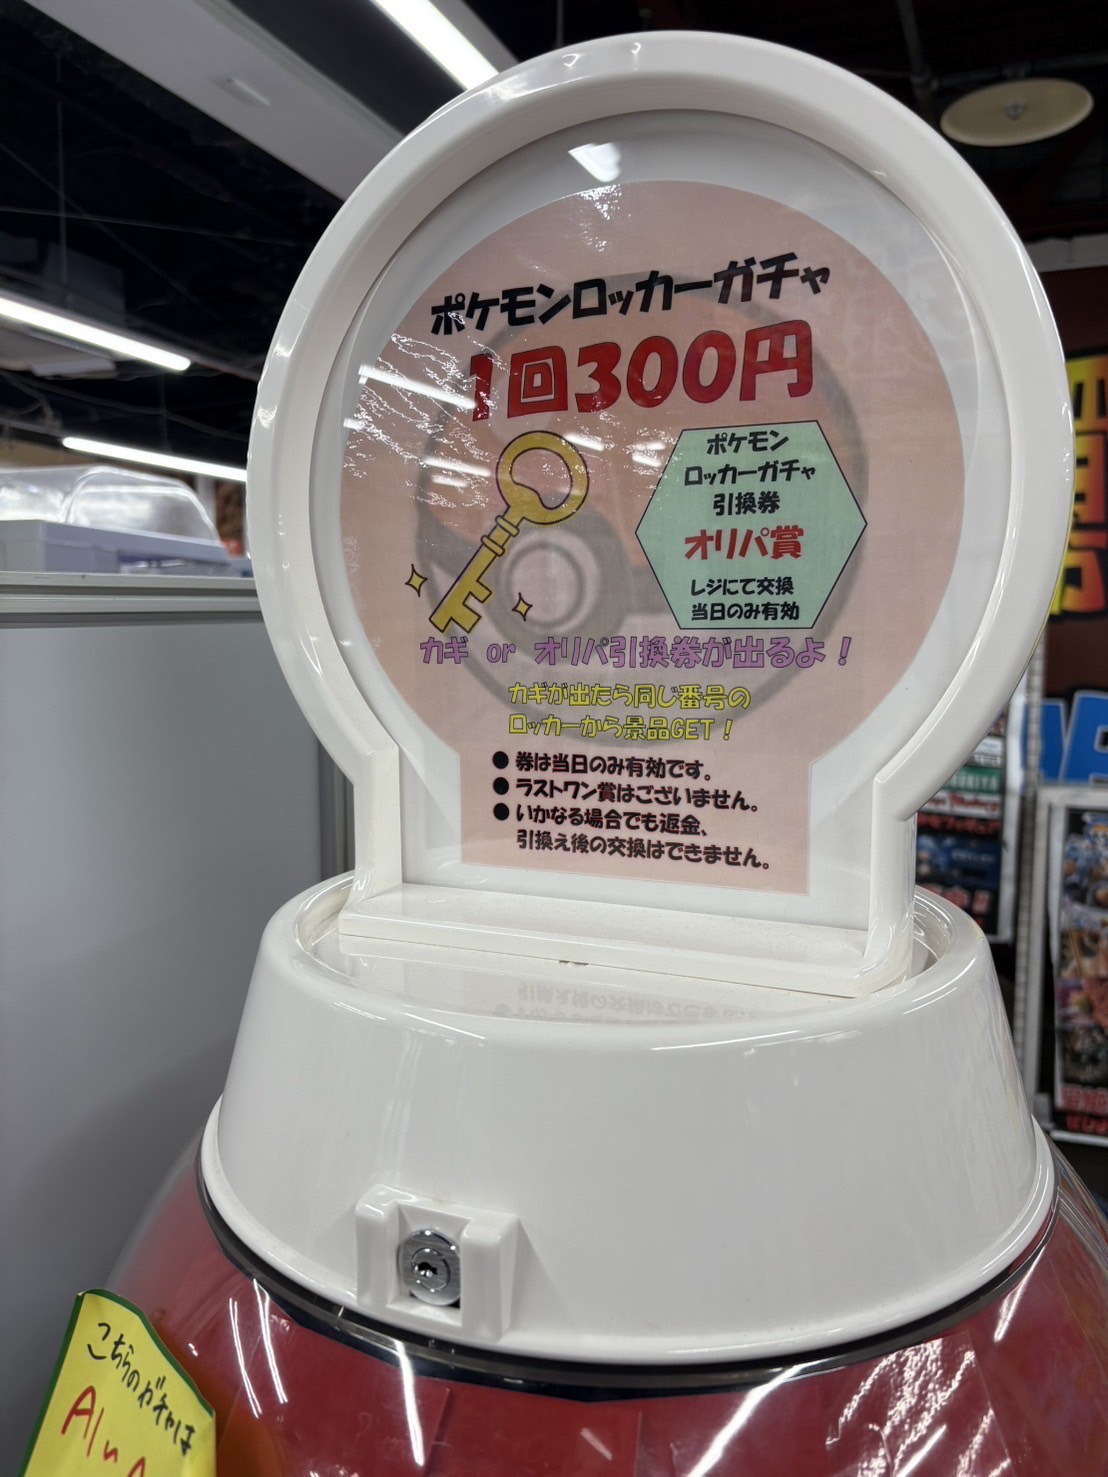 ポケモンロッカーガチャ
1回300円
ポケモン
ロッカーガチャ
引換券
オリパ賞
レジにて交換
当日のみ有効
カギ or オリパ引換券が出るよ！
カギが出たら同じ番号の
ロッカーから景品GET！
● 券は当日のみ有効です。
● ラストワン賞はございません。
● いかなる場合でも返金、
引換え後の交換はできません。
こちらのガチャは